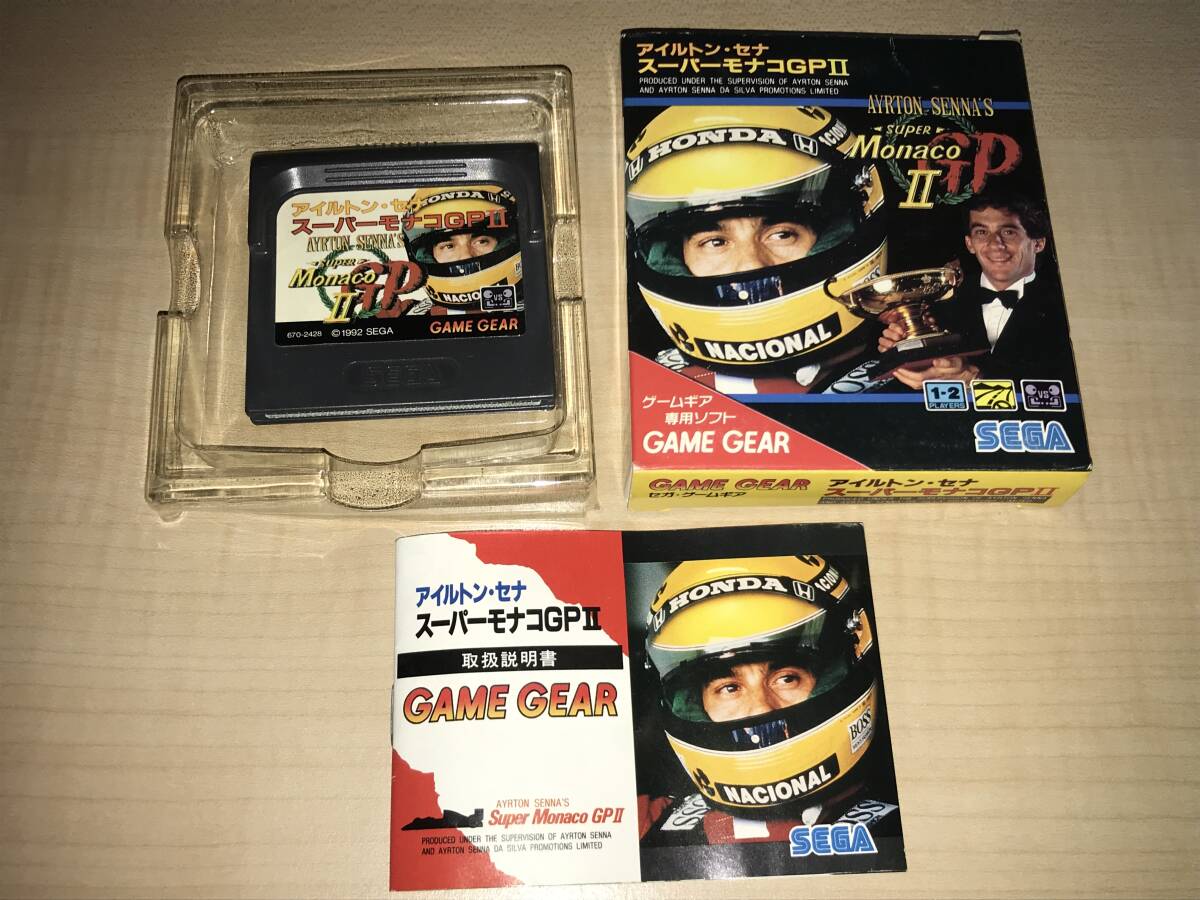 アイルトン・セナ
スーパーモナコGPⅡ
AYRTON SENNA'S
SUPER
Monaco GP
Ⅱ
HONDA
NACIONAL
BOSS
VS
670-2428 ©1992 SEGA
GAME GEAR
SEGA
アイルトン・セナ
スーパーモナコGPⅡ
PRODUCED UNDER THE SUPERVISION OF AYRTON SENNA
AND AYRTON SENNA DA SILVA PROMOTIONS LIMITED
AYRTON SENNA'S
SUPER
Monaco GP
Ⅱ
HONDA
NACIONAL
BOSS
ゲームギア
専用ソフト
GAME GEAR
1-2
PLAYERS
VS
SEGA
GAME GEAR
セガ・ゲームギア
アイルトン・セナ
スーパーモナコGPⅡ
アイルトン・セナ
スーパーモナコGPⅡ
取扱説明書
GAME GEAR
AYRTON SENNA'S
Super Monaco GPⅡ
PRODUCED UNDER THE SUPERVISION OF AYRTON SENNA
AND AYRTON SENNA DA SILVA PROMOTIONS LIMITED
HONDA
BOSS
NACIONAL
SEGA